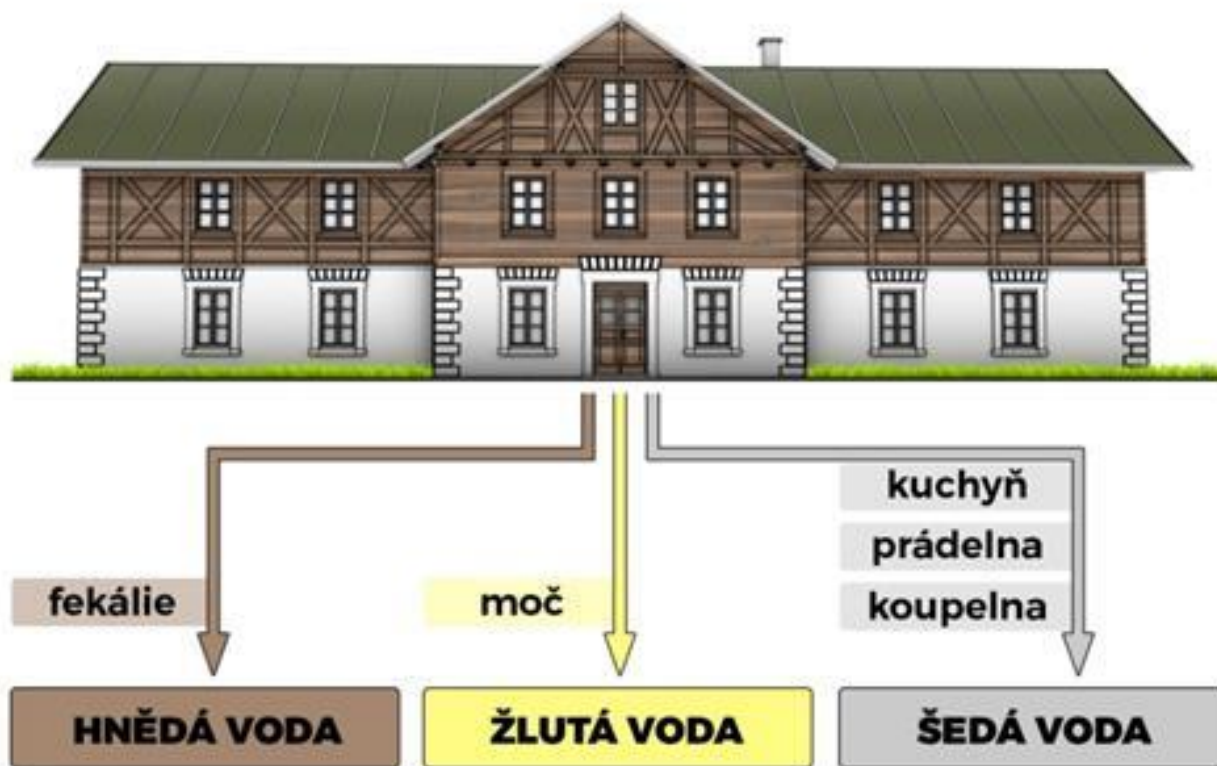 kuchyň
prádelna
fekálie
moč
koupelna
HNĚDÁ VODA
ŽLUTÁ VODA
ŠEDÁ VODA